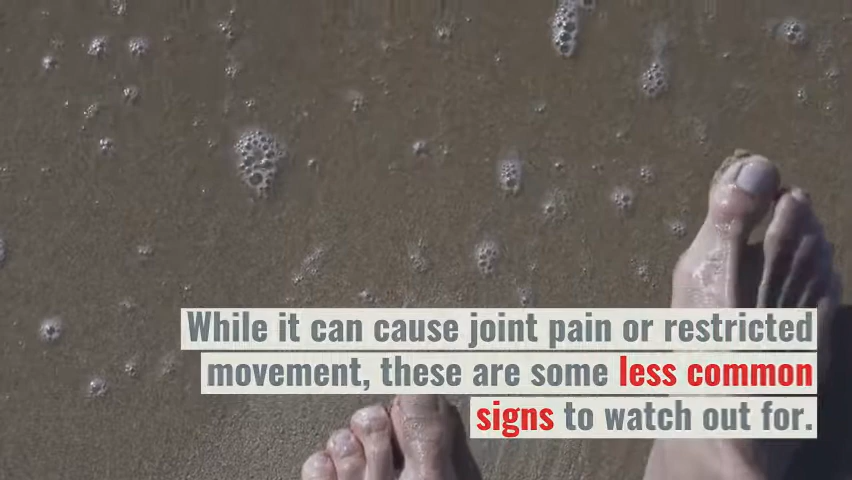 While it can cause joint pain or restricted
movement, these are some less common
signs to watch out for.